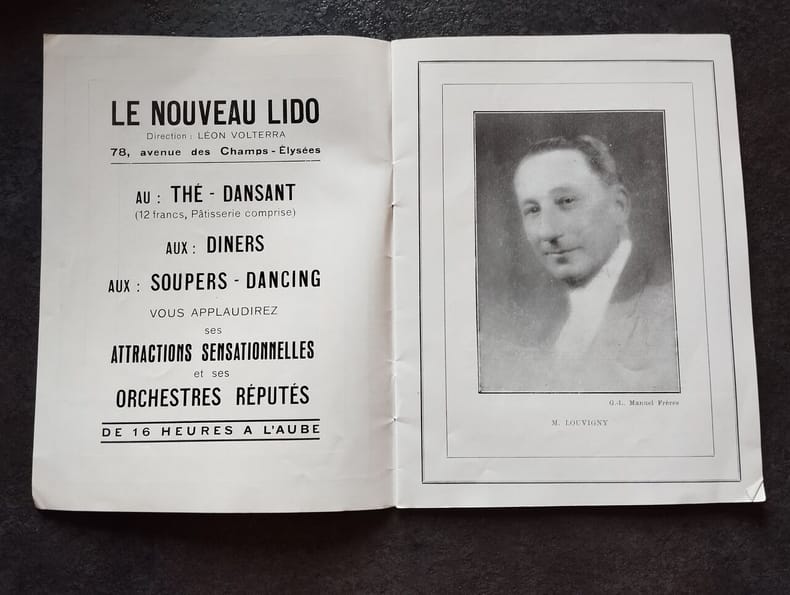 LE NOUVEAU LIDO
Direction : LÉON VOLTERRA
78, avenue des Champs-Élysées
AU : THÉ - DANSANT
(12 francs, Pâtisserie comprise)
AUX : DINERS
AUX : SOUPERS - DANCING
VOUS APPLAUDIREZ
ses
ATTRACTIONS SENSATIONNELLES
et ses
ORCHESTRES RÉPUTÉS
DE 16 HEURES A L'AUBE
G.-L. Manuel Frères
M. LOUVIGNY